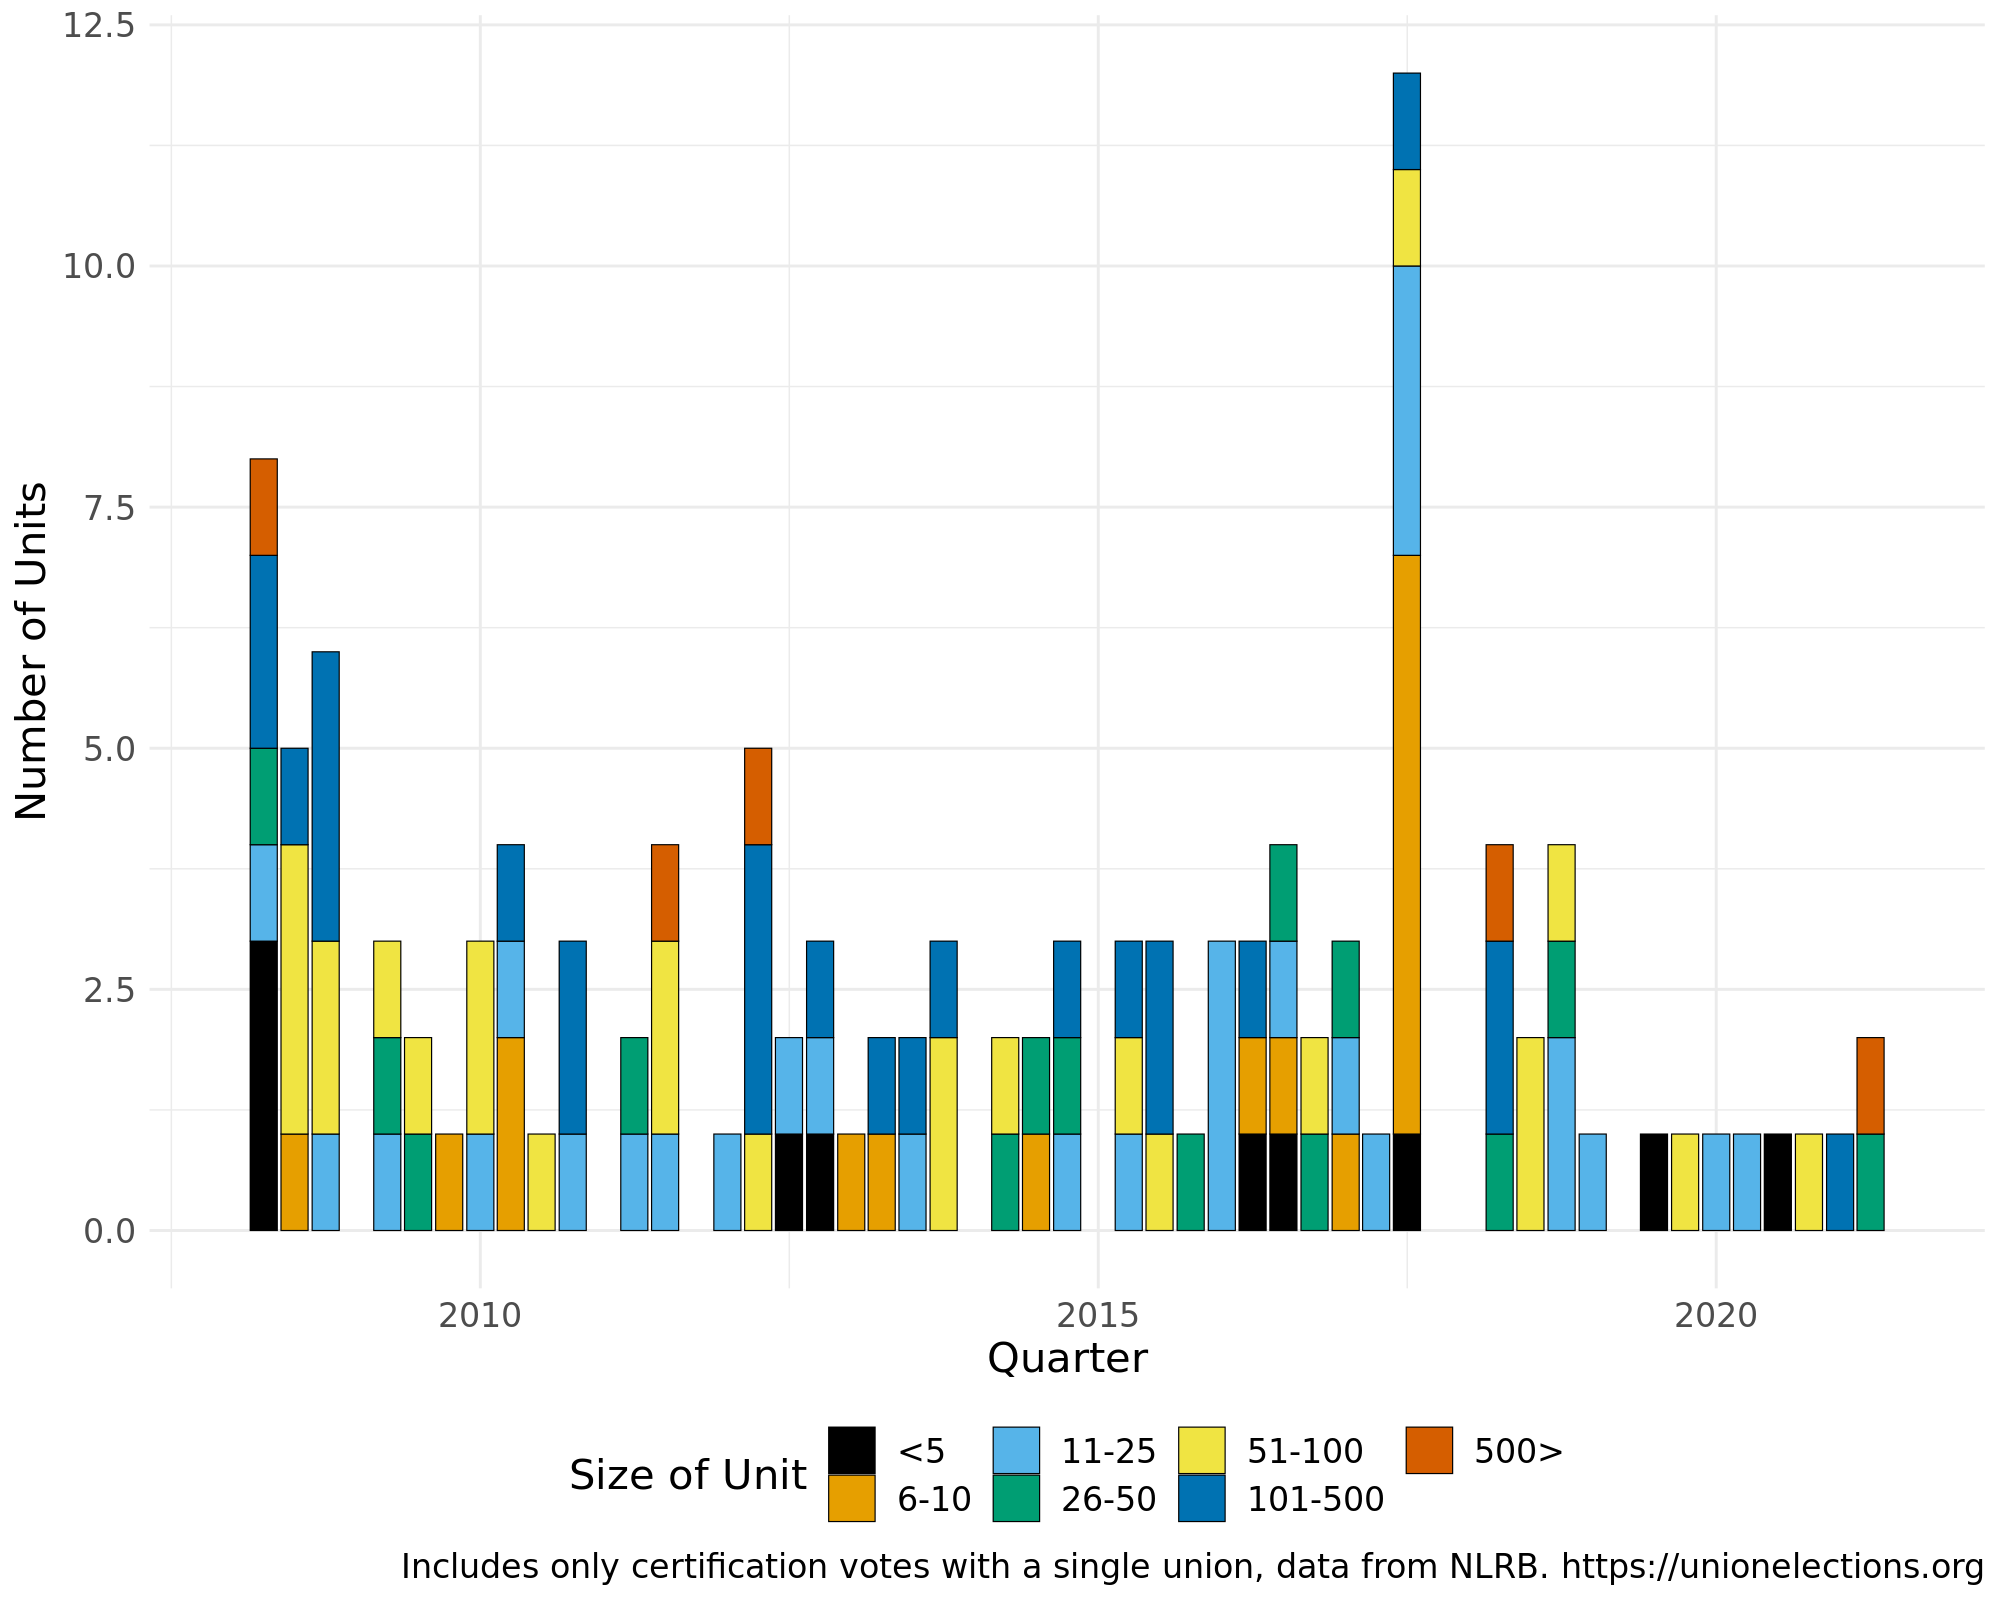 12.5
10.0
7.5
5.0
2.5
0.0
Number of Units
2010 2015 2020
Quarter
Size of Unit
<5 11-25 51-100 500>
6-10 26-50 101-500
Includes only certification votes with a single union, data from NLRB. https://unionelections.org